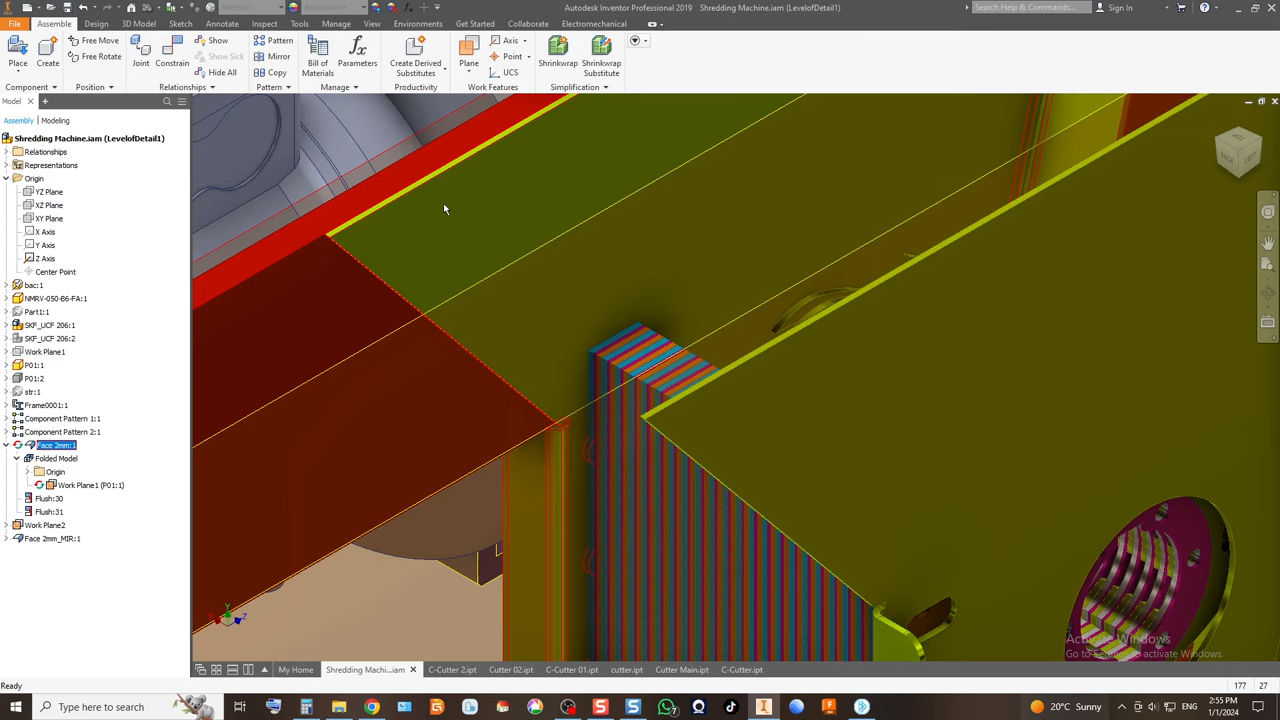 Autodesk Inventor Professional 2019   Shredding Machine.iam (LevelofDetail1)
Search Help & Commands...
Sign In
File
Assemble
Design
3D Model
Sketch
Annotate
Inspect
Tools
Manage
View
Environments
Get Started
Collaborate
Electromechanical
Material
Appearance
Place
Create
Free Move
Free Rotate
Joint
Constrain
Show
Show Sick
Hide All
Pattern
Mirror
Copy
Bill of
Materials
Parameters
Create Derived
Substitutes
Plane
Axis
Point
UCS
Shrinkwrap
Shrinkwrap
Substitute
Component
Position
Relationships
Pattern
Manage
Productivity
Work Features
Simplification
Model
Assembly
Modeling
Shredding Machine.iam (LevelofDetail1)
Relationships
Representations
Origin
YZ Plane
XZ Plane
XY Plane
X Axis
Y Axis
Z Axis
Center Point
bac:1
NMRV-050-B6-FA:1
Part1:1
SKF_UCF 206:1
SKF_UCF 206:2
Work Plane1
P01:1
P01:2
str:1
Frame0001:1
Component Pattern 1:1
Component Pattern 2:1
Face 2mm:1
Folded Model
Origin
Work Plane1 (P01:1)
Flush:30
Flush:31
Work Plane2
Face 2mm_MIR:1
BACK
LEFT
Y
Z
Activate Windows
Go to Settings to activate Windows.
My Home
Shredding Machi...iam
C-Cutter 2.ipt
Cutter 02.ipt
C-Cutter 01.ipt
cutter.ipt
Cutter Main.ipt
C-Cutter.ipt
Ready
177
27
Type here to search
20°C Sunny
ENG
2:55 PM
1/1/2024